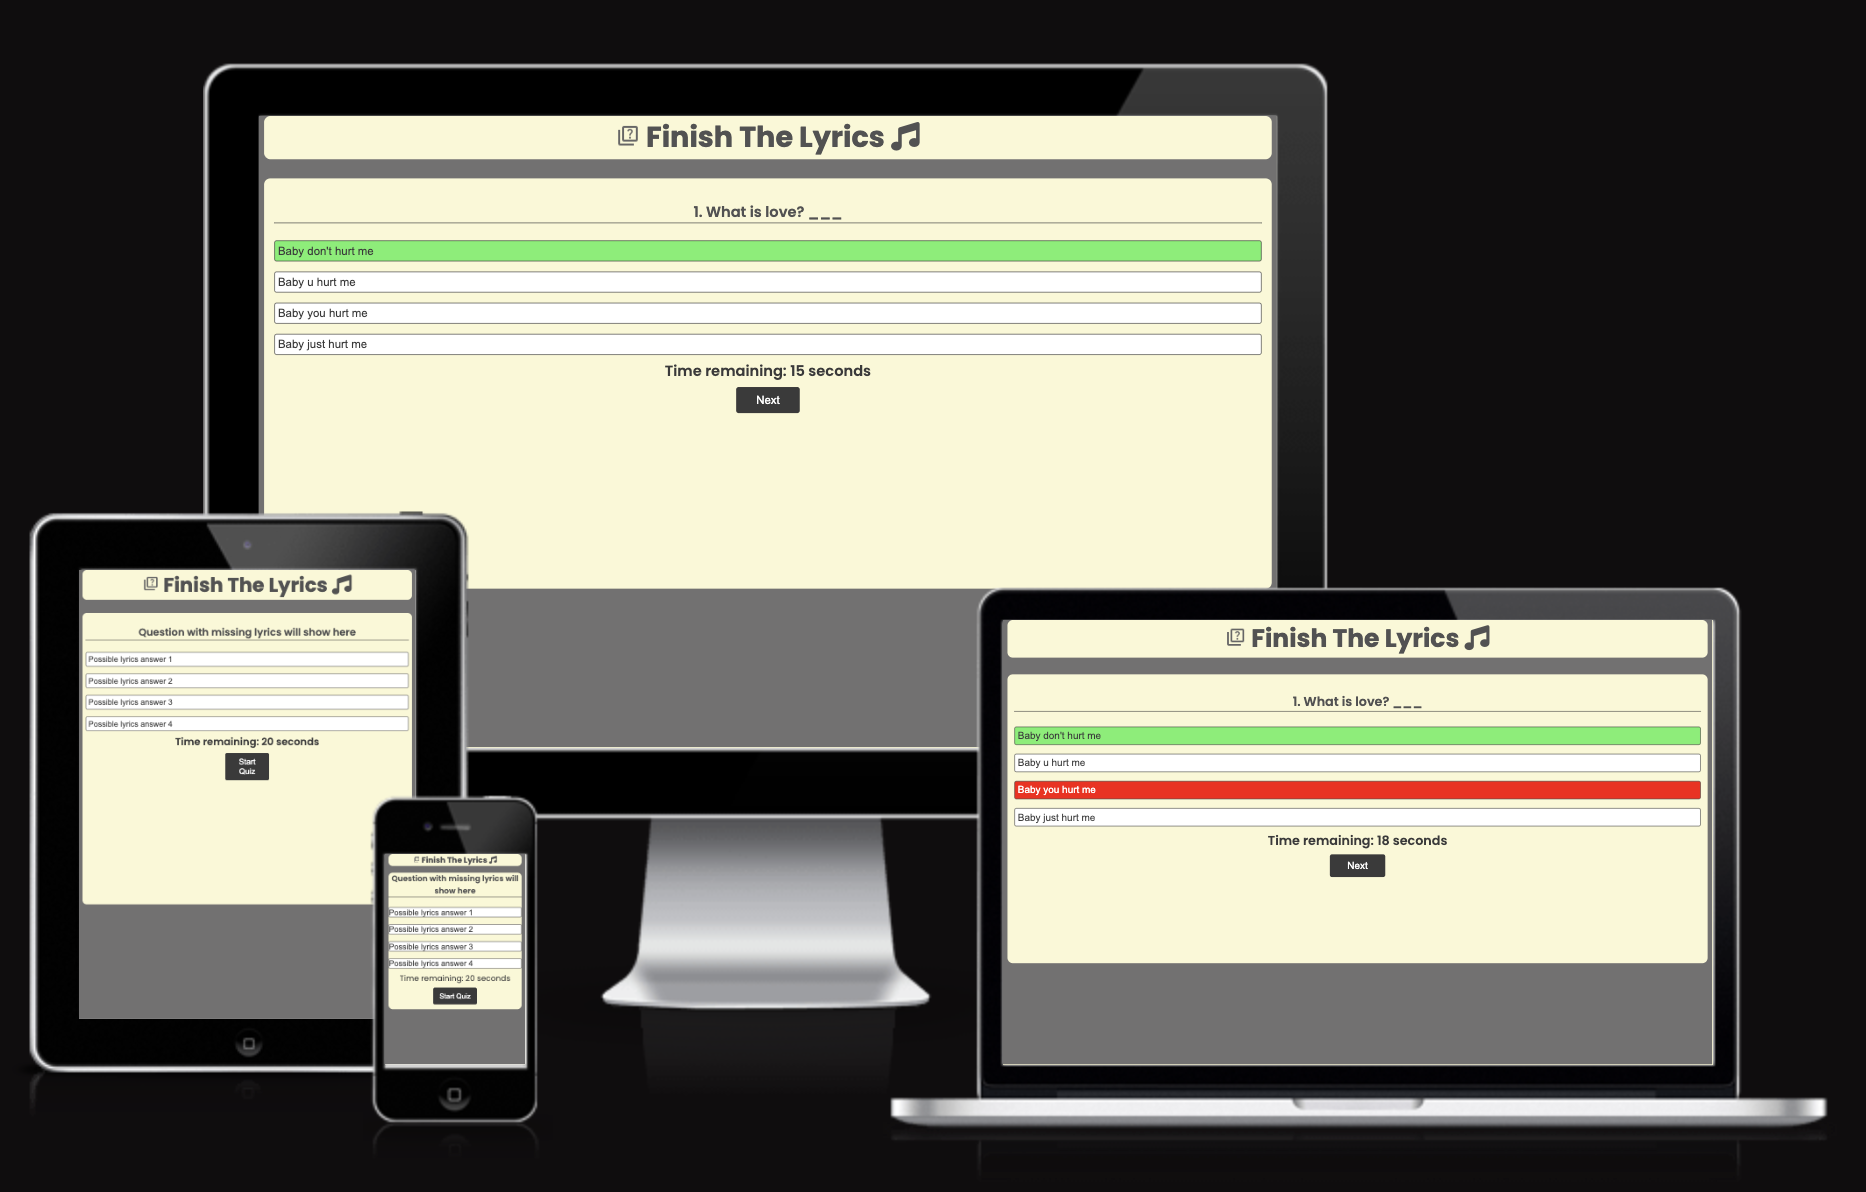 Finish The Lyrics
1. What is love? ___
Baby don't hurt me
Baby u hurt me
Baby you hurt me
Baby just hurt me
Time remaining: 15 seconds
Next
Finish The Lyrics
Question with missing lyrics will show here
Possible lyrics answer 1
Possible lyrics answer 2
Possible lyrics answer 3
Possible lyrics answer 4
Time remaining: 20 seconds
Start
Quiz
Finish The Lyrics
Question with missing lyrics will
show here
Possible lyrics answer 1
Possible lyrics answer 2
Possible lyrics answer 3
Possible lyrics answer 4
Time remaining: 20 seconds
Start Quiz
Finish The Lyrics
1. What is love? ___
Baby don't hurt me
Baby u hurt me
Baby you hurt me
Baby just hurt me
Time remaining: 18 seconds
Next